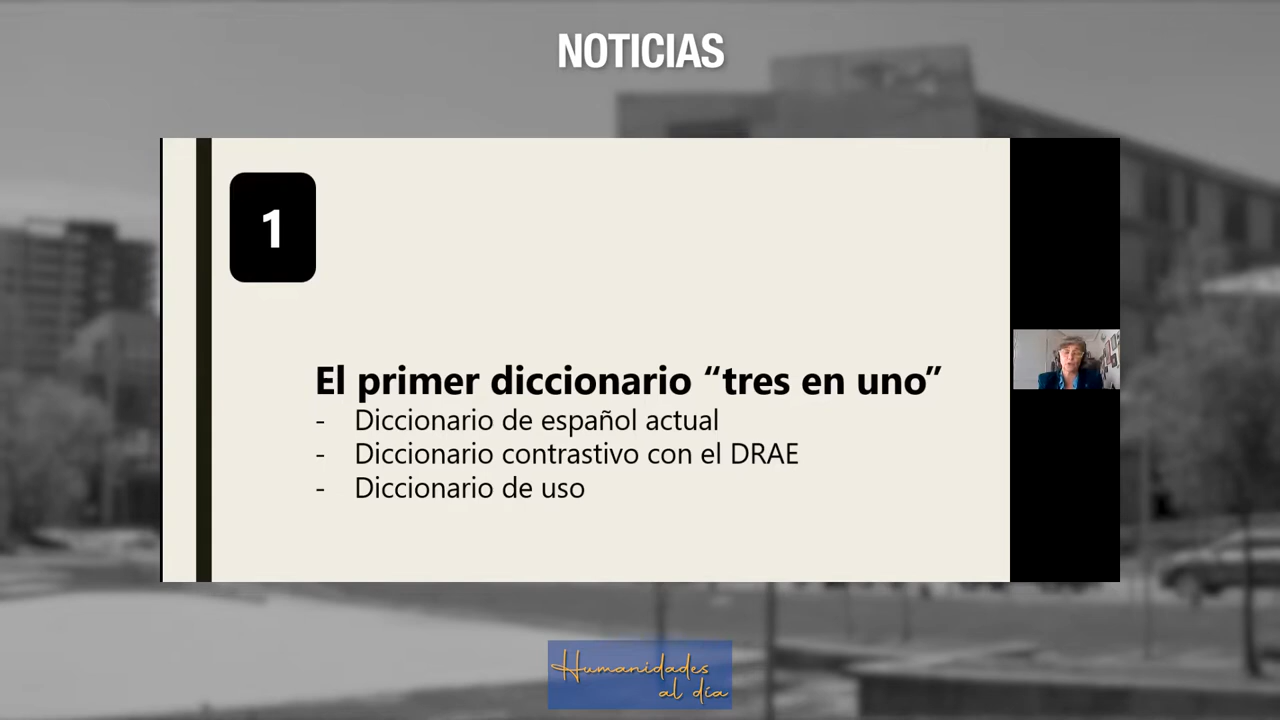 NOTICIAS
1
El primer diccionario “tres en uno”
- Diccionario de español actual
- Diccionario contrastivo con el DRAE
- Diccionario de uso
Humanidades
al día